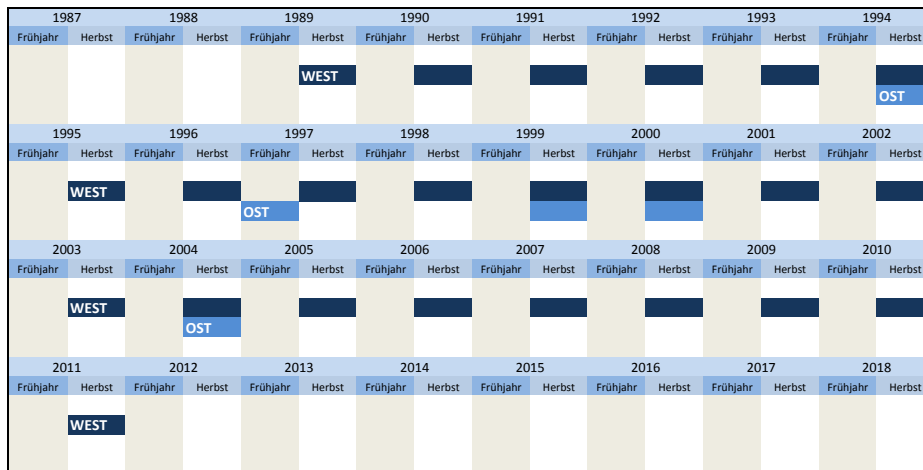 1987 1988 1989 1990 1991 1992 1993 1994
Frühjahr Herbst Frühjahr Herbst Frühjahr Herbst Frühjahr Herbst Frühjahr Herbst Frühjahr Herbst Frühjahr Herbst Frühjahr Herbst
WEST
OST
1995 1996 1997 1998 1999 2000 2001 2002
Frühjahr Herbst Frühjahr Herbst Frühjahr Herbst Frühjahr Herbst Frühjahr Herbst Frühjahr Herbst Frühjahr Herbst Frühjahr Herbst
WEST
OST
2003 2004 2005 2006 2007 2008 2009 2010
Frühjahr Herbst Frühjahr Herbst Frühjahr Herbst Frühjahr Herbst Frühjahr Herbst Frühjahr Herbst Frühjahr Herbst Frühjahr Herbst
WEST
OST
2011 2012 2013 2014 2015 2016 2017 2018
Frühjahr Herbst Frühjahr Herbst Frühjahr Herbst Frühjahr Herbst Frühjahr Herbst Frühjahr Herbst Frühjahr Herbst Frühjahr Herbst
WEST